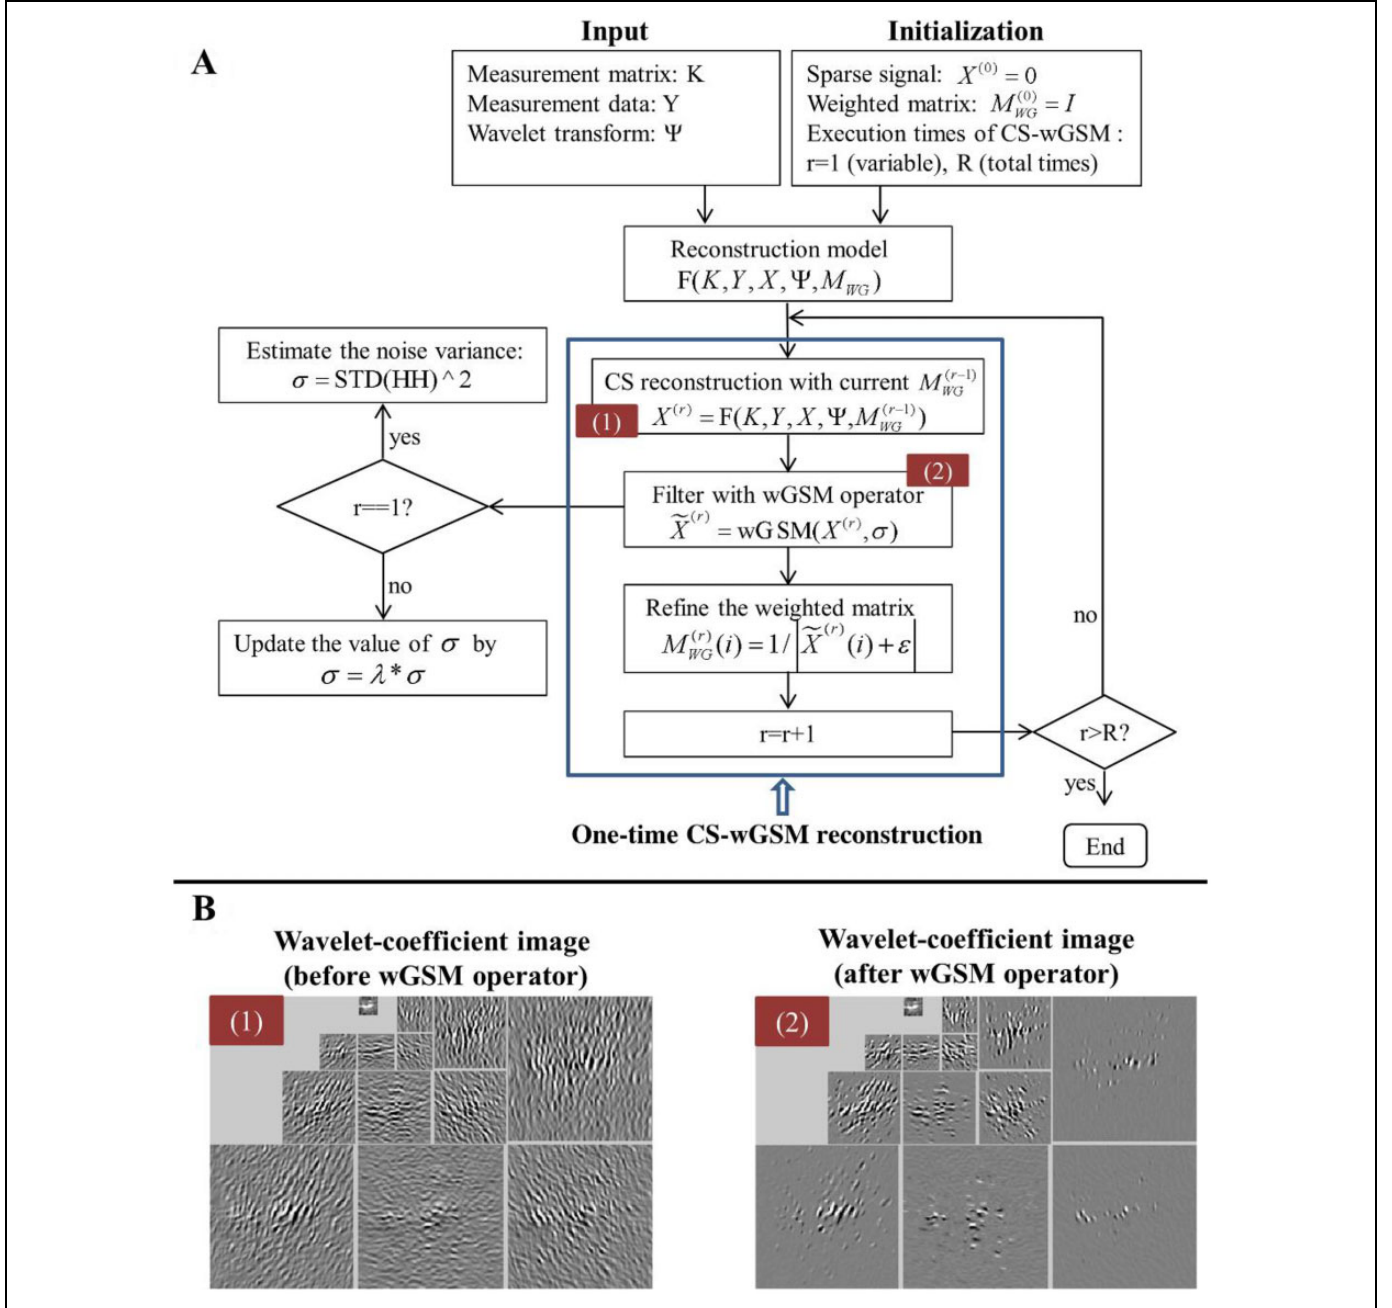 A
Input
Measurement matrix: K
Measurement data: Y
Wavelet transform: Ψ
Initialization
Sparse signal: X^(0) = 0
Weighted matrix: M_WG^(0) = I
Execution times of CS-wGSM :
r=1 (variable), R (total times)
Reconstruction model
F(K,Y,X,Ψ,M_WG)
Estimate the noise variance:
σ = STD(HH) ^ 2
yes
r==1?
no
Update the value of σ by
σ = λ * σ
CS reconstruction with current M_WG^(r−1)
(1)
X^(r) = F(K,Y,X,Ψ,M_WG^(r−1))
(2)
Filter with wGSM operator
X̃^(r) = wGSM(X^(r),σ)
Refine the weighted matrix
M_WG^(r)(i) = 1/|X̃^(r)(i) + ε|
r=r+1
no
r>R?
yes
End
One-time CS-wGSM reconstruction
B
Wavelet-coefficient image
(before wGSM operator)
(1)
Wavelet-coefficient image
(after wGSM operator)
(2)